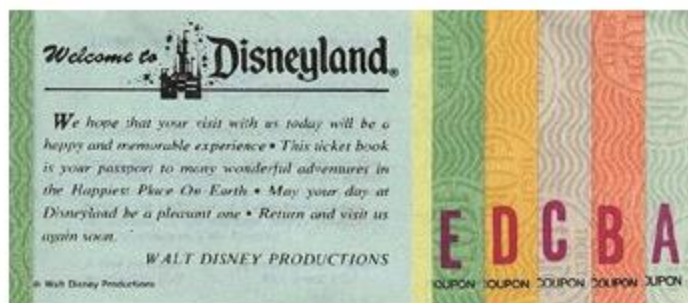 Welcome to Disneyland®
We hope that your visit with us today will be a
happy and memorable experience • This ticket book
is your passport to many wonderful adventures in
the Happiest Place On Earth • May your day at
Disneyland be a pleasant one • Return and visit us
again soon.
WALT DISNEY PRODUCTIONS
© Walt Disney Productions
E D C B A
COUPON COUPON COUPON COUPON COUPON
GLOBE